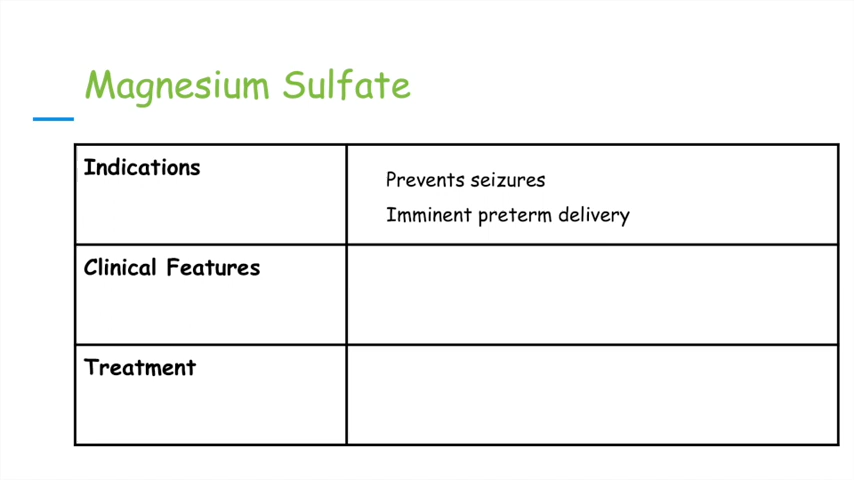 Magnesium Sulfate
Indications
Prevents seizures
Imminent preterm delivery
Clinical Features
Treatment